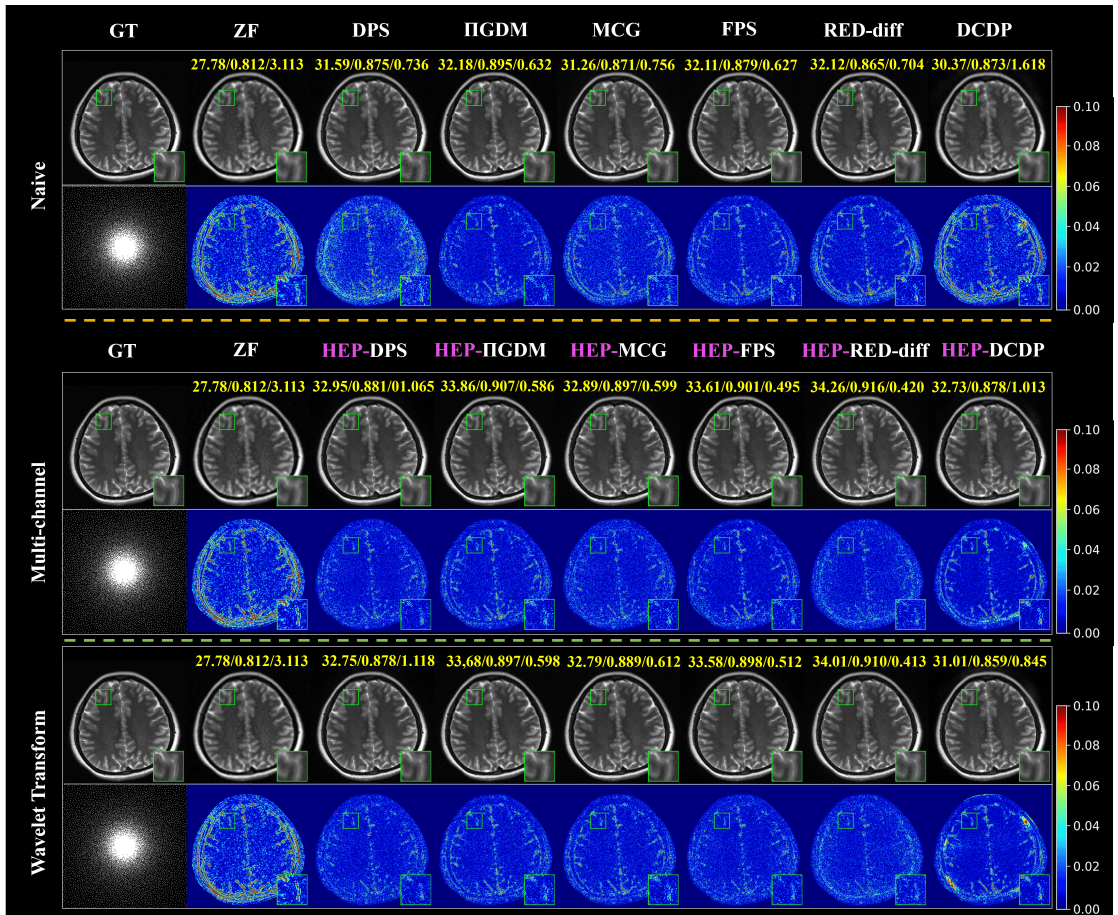 GT ZF DPS ΠGDM MCG FPS RED-diff DCDP
27.78/0.812/3.113 31.59/0.875/0.736 32.18/0.895/0.632 31.26/0.871/0.756 32.11/0.879/0.627 32.12/0.865/0.704 30.37/0.873/1.618
Naive
0.10
0.08
0.06
0.04
0.02
0.00
GT ZF HEP-DPS HEP-ΠGDM HEP-MCG HEP-FPS HEP-RED-diff HEP-DCDP
27.78/0.812/3.113 32.95/0.881/01.065 33.86/0.907/0.586 32.89/0.897/0.599 33.61/0.901/0.495 34.26/0.916/0.420 32.73/0.878/1.013
Multi-channel
0.10
0.08
0.06
0.04
0.02
0.00
27.78/0.812/3.113 32.75/0.878/1.118 33,68/0.897/0.598 32.79/0.889/0.612 33.58/0.898/0.512 34.01/0.910/0.413 31.01/0.859/0.845
Wavelet Transform
0.10
0.08
0.06
0.04
0.02
0.00